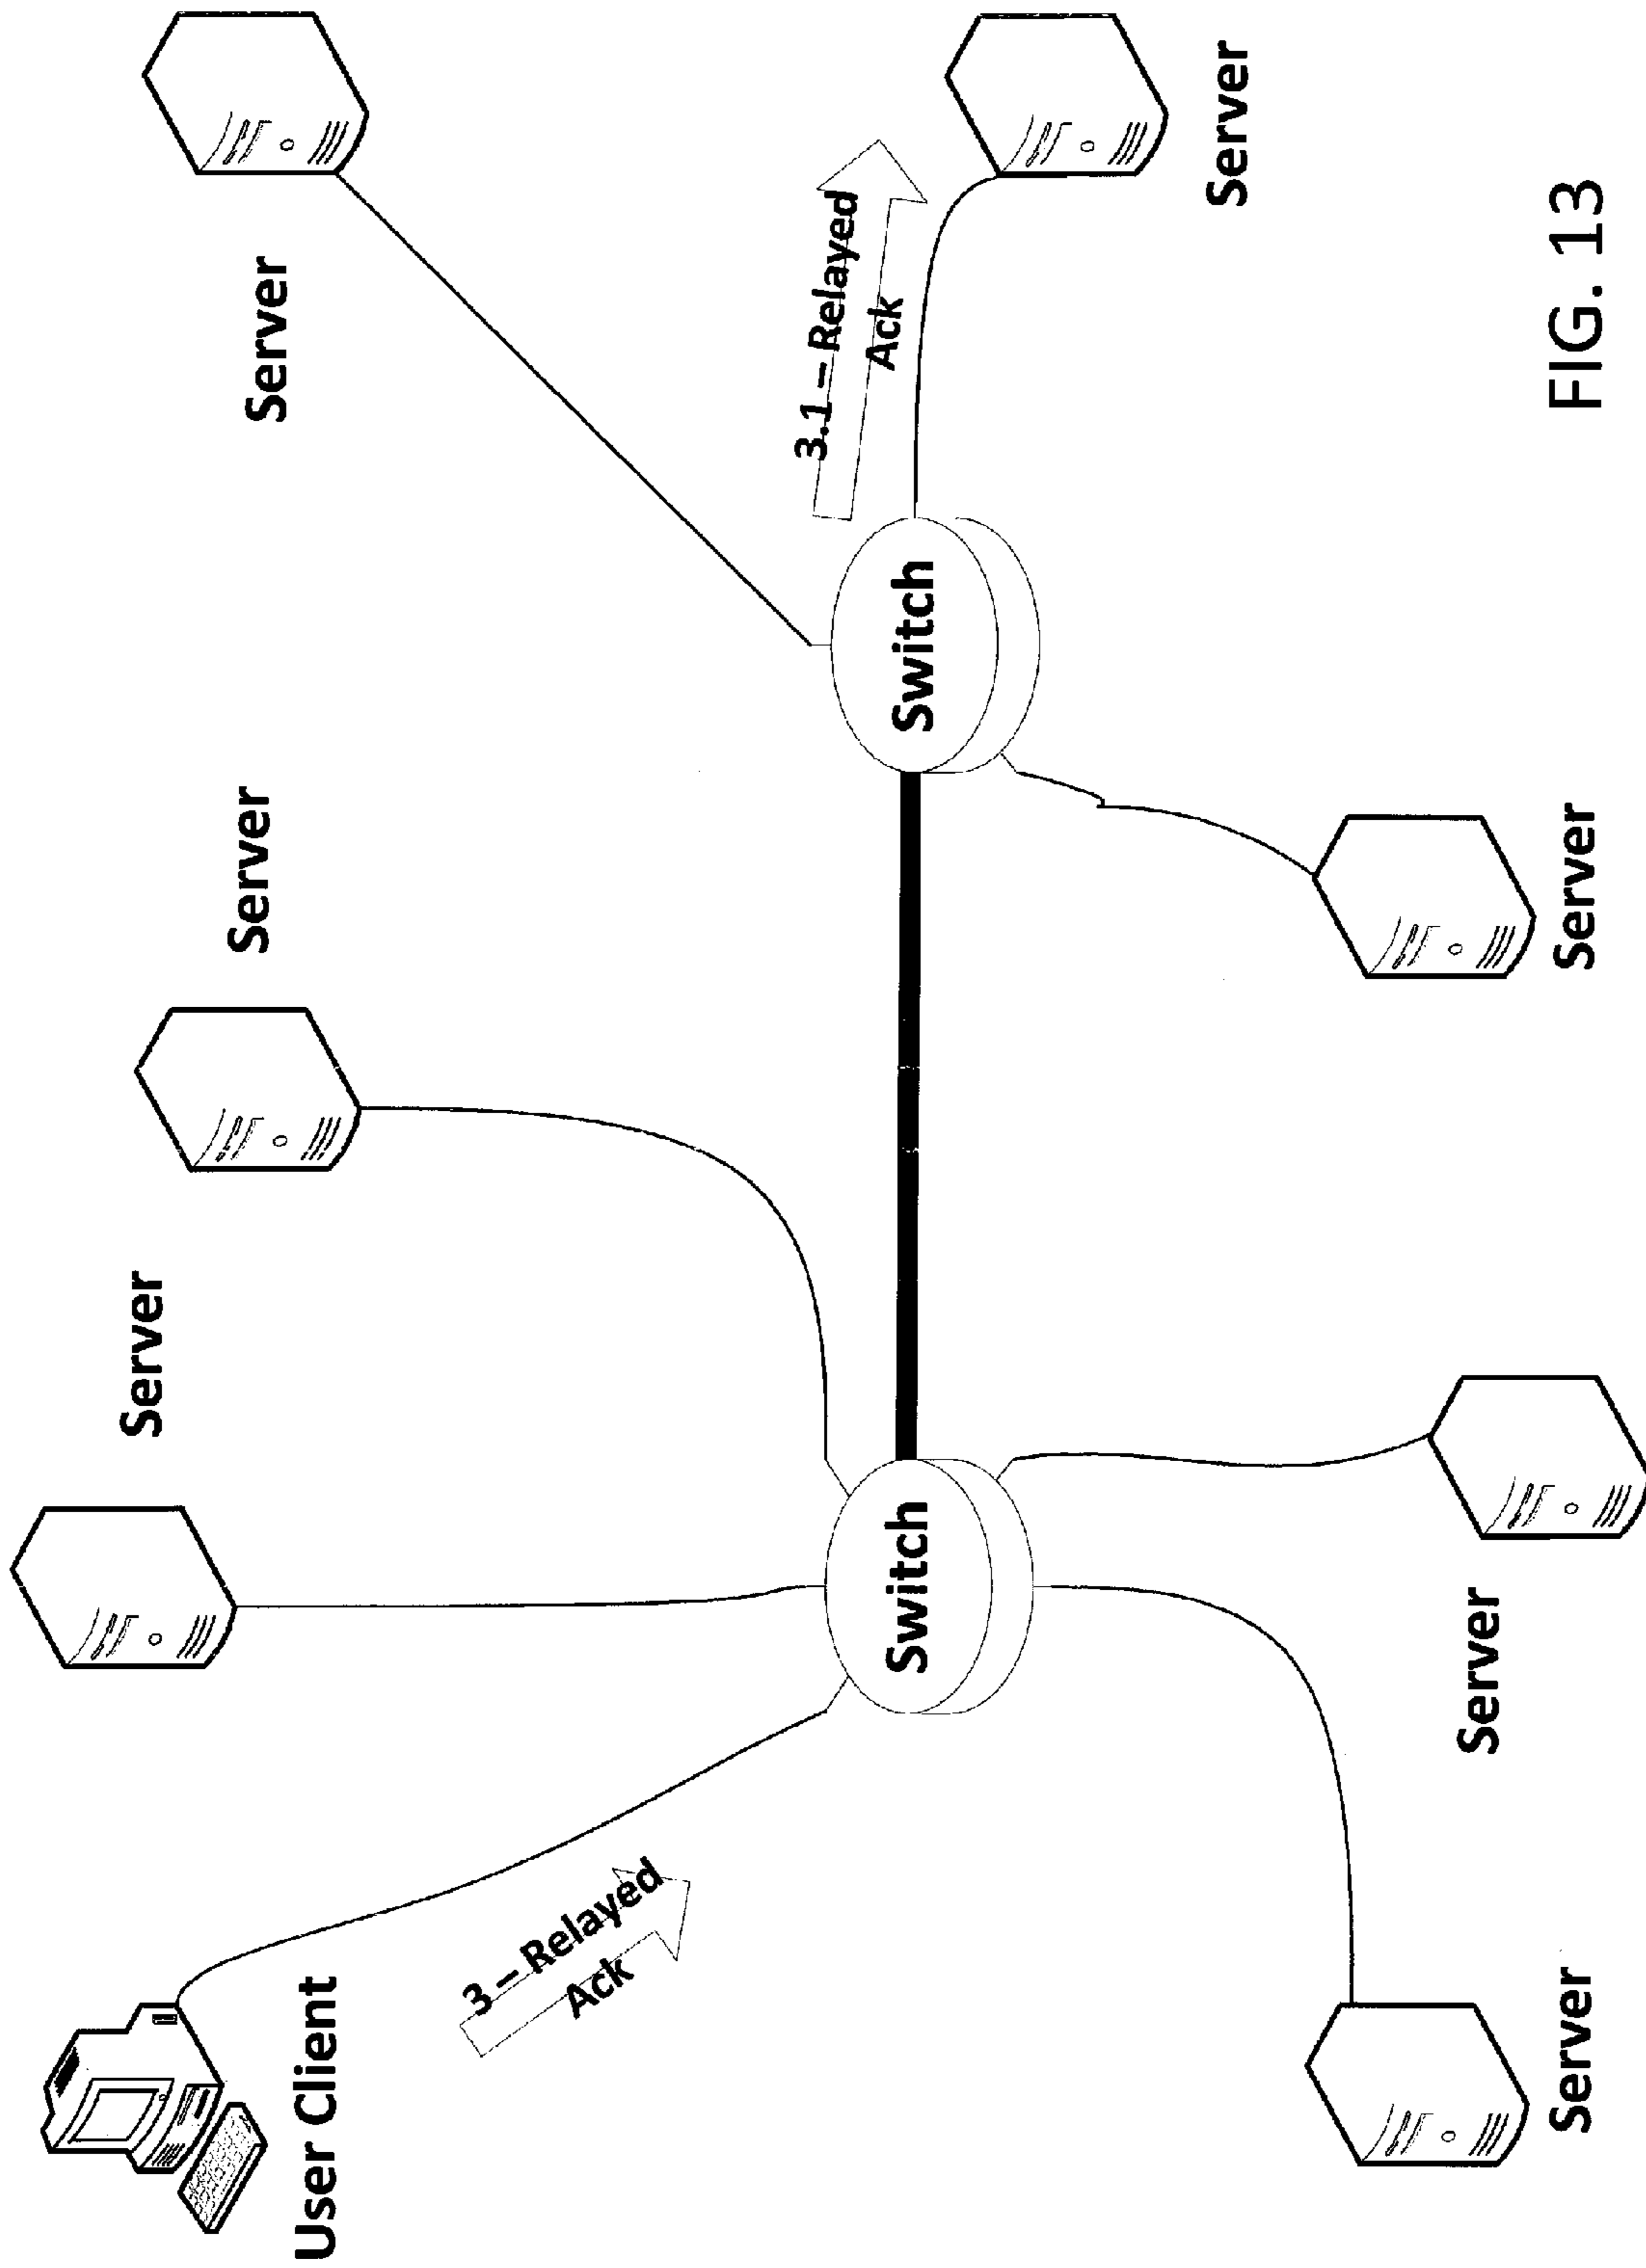 User Client
3 – Relayed
Ack
Server
Server
Server
Switch
Switch
3.1 – Relayed
Ack
Server
Server
Server
Server
FIG. 13